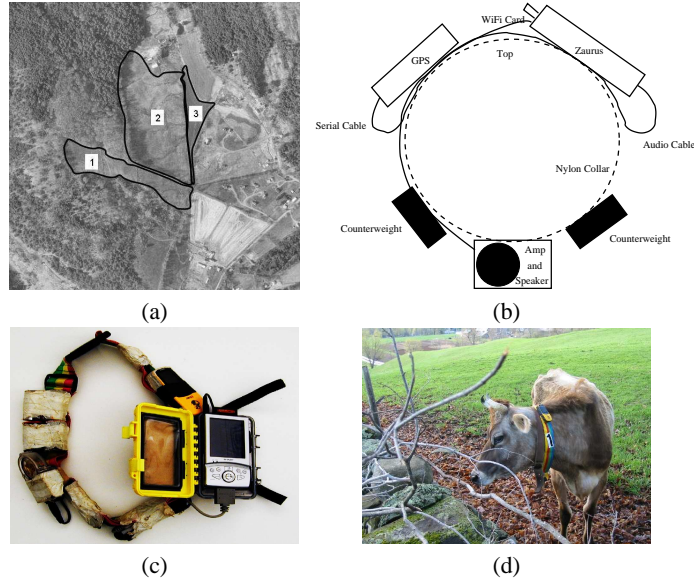 1
2
3
(a)
WiFi Card
GPS
Top
Zaurus
Serial Cable
Audio Cable
Nylon Collar
Counterweight
Counterweight
Amp
and
Speaker
(b)
(c)
(d)